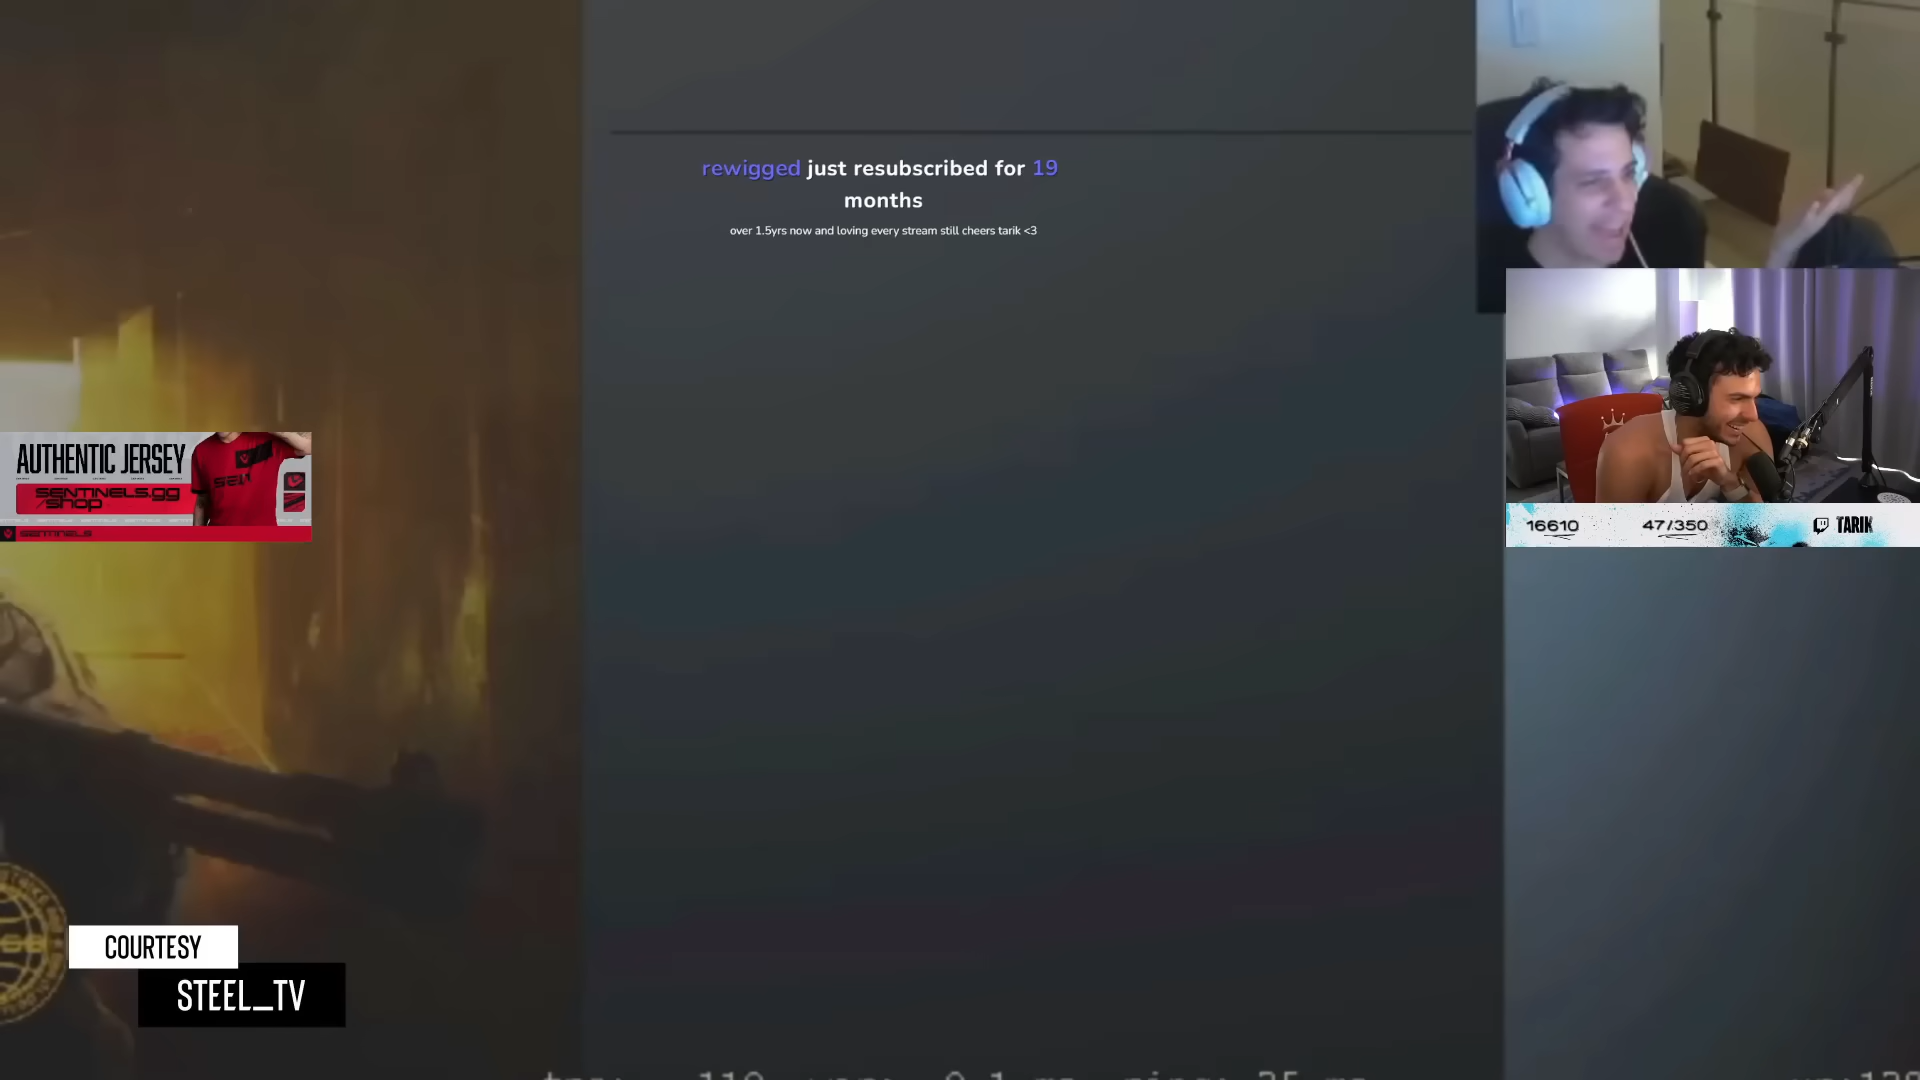 rewigged just resubscribed for 19
months
over 1.5yrs now and loving every stream still cheers tarik <3
AUTHENTIC JERSEY
SENTINELS.GG
/SHOP
SENTINELS
16610
47/350
TARIK
COURTESY
STEEL_TV